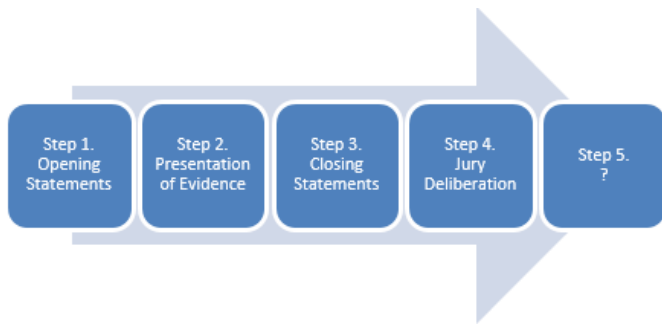 Step 1.
Opening
Statements
Step 2.
Presentation
of Evidence
Step 3.
Closing
Statements
Step 4.
Jury
Deliberation
Step 5.
?